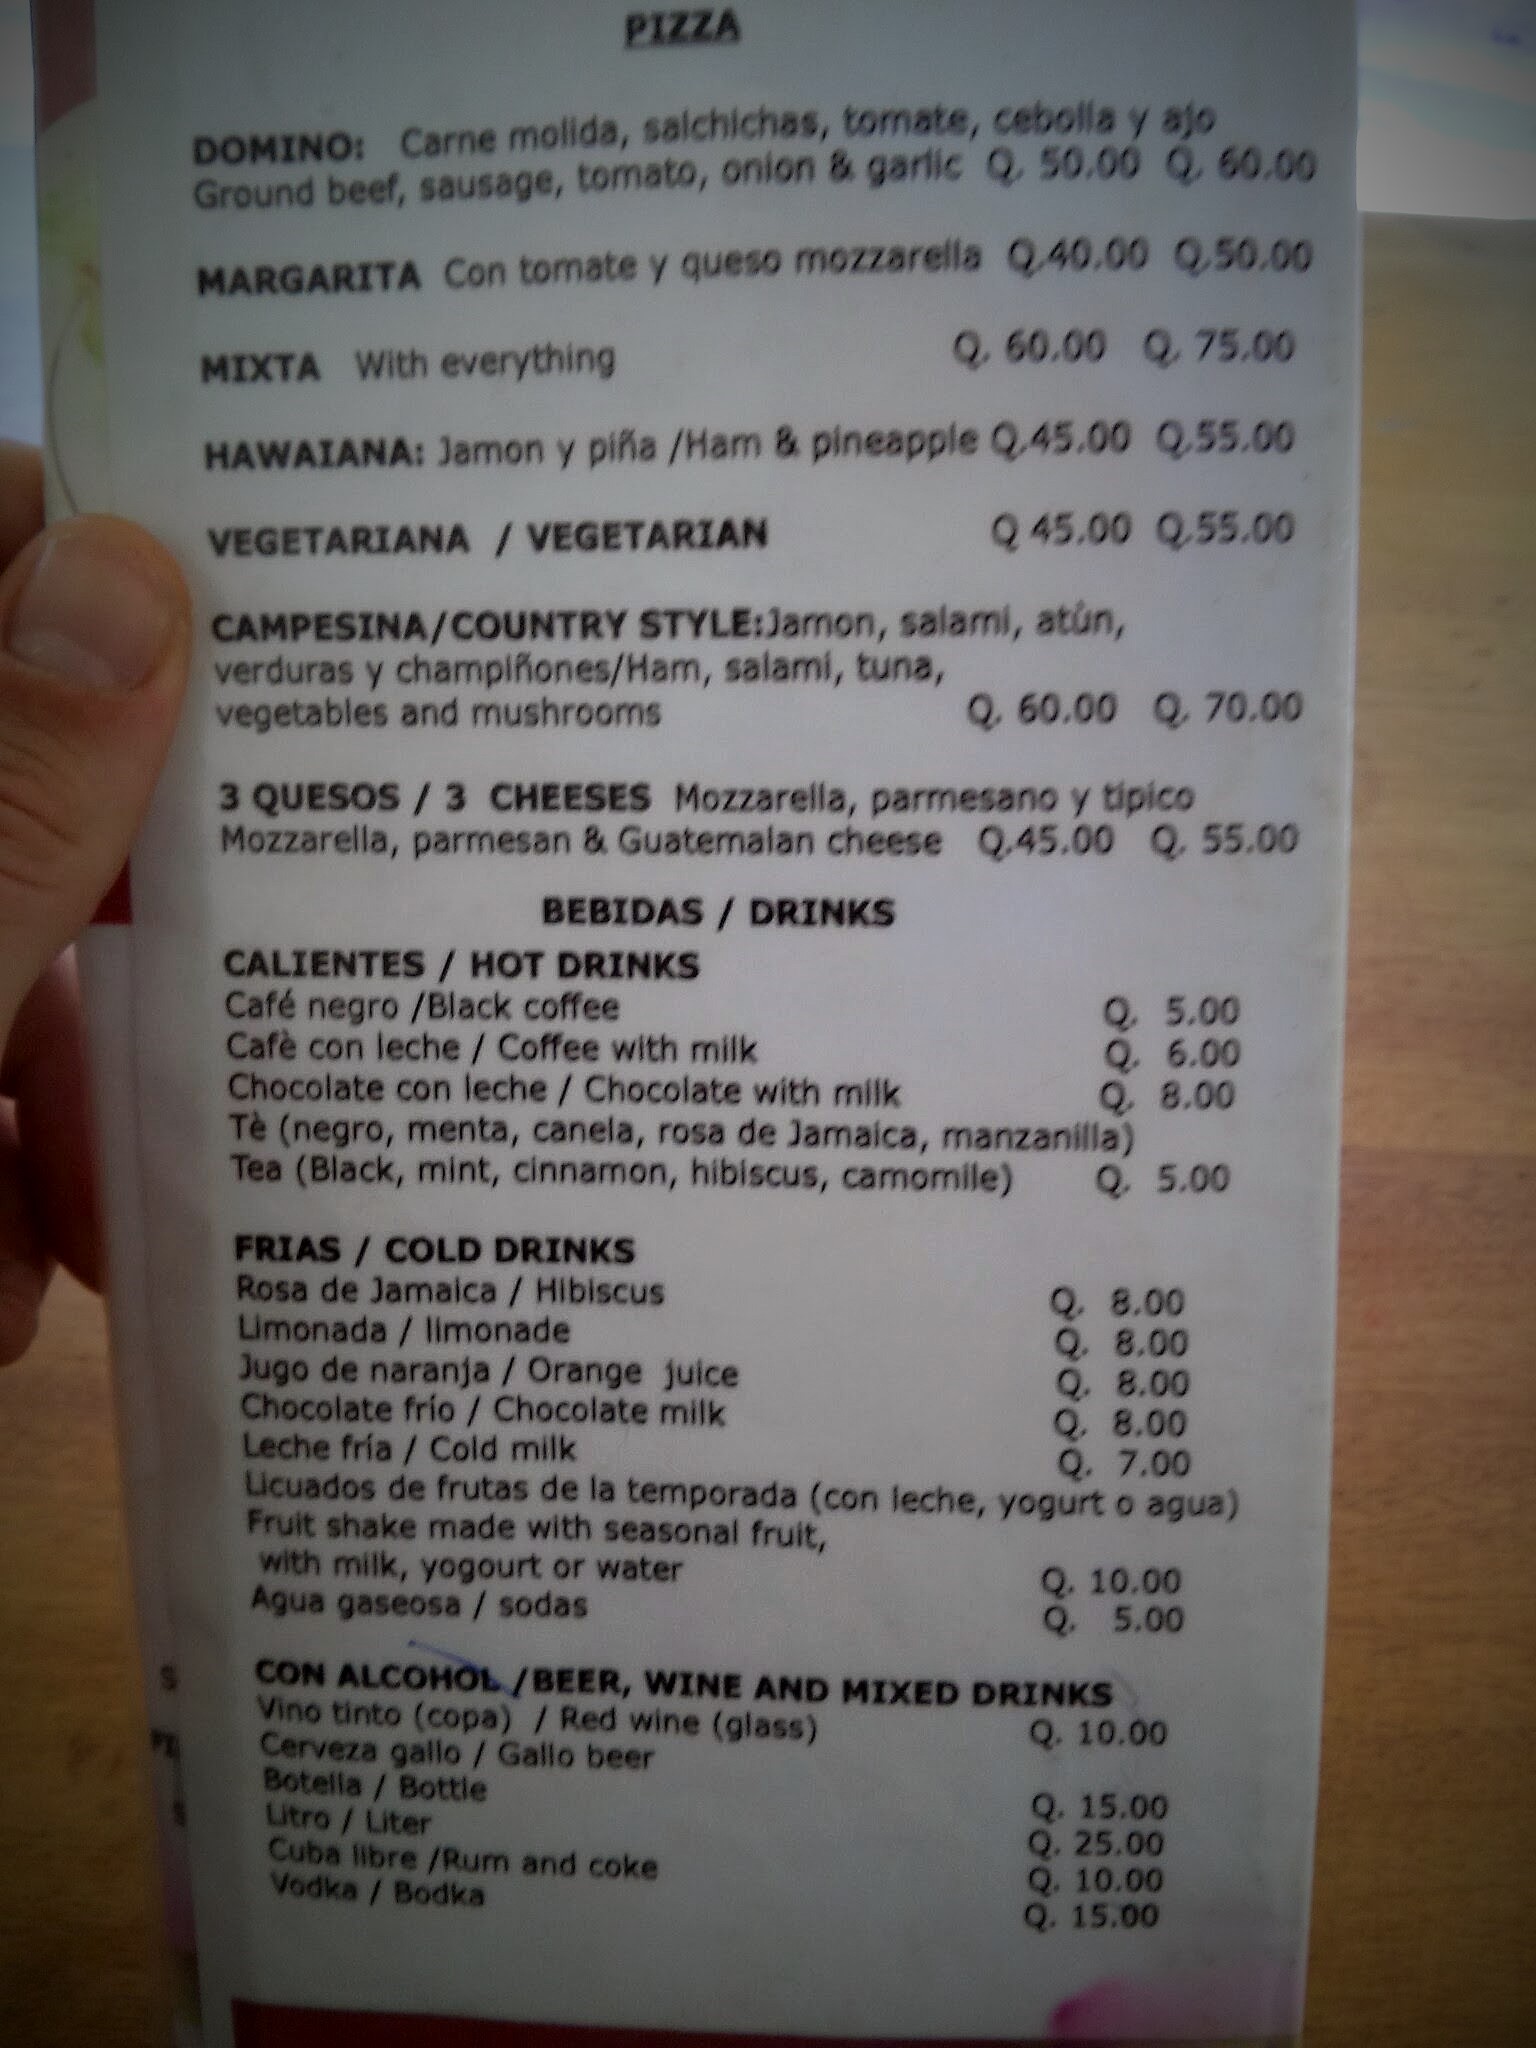 PIZZA
DOMINO: Carne molida, salchichas, tomate, cebolla y ajo
Ground beef, sausage, tomato, onion & garlic Q. 50.00 Q. 60.00
MARGARITA Con tomate y queso mozzarella Q.40.00 Q.50.00
MIXTA With everything Q. 60.00 Q. 75.00
HAWAIANA: Jamon y piña /Ham & pineapple Q.45.00 Q.55.00
VEGETARIANA / VEGETARIAN Q 45.00 Q.55.00
CAMPESINA/COUNTRY STYLE:Jamon, salami, atùn,
verduras y champiñones/Ham, salami, tuna,
vegetables and mushrooms Q. 60.00 Q. 70.00
3 QUESOS / 3 CHEESES Mozzarella, parmesano y tipico
Mozzarella, parmesan & Guatemalan cheese Q.45.00 Q. 55.00
BEBIDAS / DRINKS
CALIENTES / HOT DRINKS
Café negro /Black coffee Q. 5.00
Cafè con leche / Coffee with milk Q. 6.00
Chocolate con leche / Chocolate with milk Q. 8.00
Tè (negro, menta, canela, rosa de Jamaica, manzanilla)
Tea (Black, mint, cinnamon, hibiscus, camomile) Q. 5.00
FRIAS / COLD DRINKS
Rosa de Jamaica / Hibiscus Q. 8.00
Limonada / limonade Q. 8.00
Jugo de naranja / Orange juice Q. 8.00
Chocolate frío / Chocolate milk Q. 8.00
Leche fría / Cold milk Q. 7.00
Licuados de frutas de la temporada (con leche, yogurt o agua)
Fruit shake made with seasonal fruit,
with milk, yogourt or water Q. 10.00
Agua gaseosa / sodas Q. 5.00
CON ALCOHOL /BEER, WINE AND MIXED DRINKS
Vino tinto (copa) / Red wine (glass) Q. 10.00
Cerveza gallo / Gallo beer
Botella / Bottle Q. 15.00
Litro / Liter Q. 25.00
Cuba libre /Rum and coke Q. 10.00
Vodka / Bodka Q. 15.00